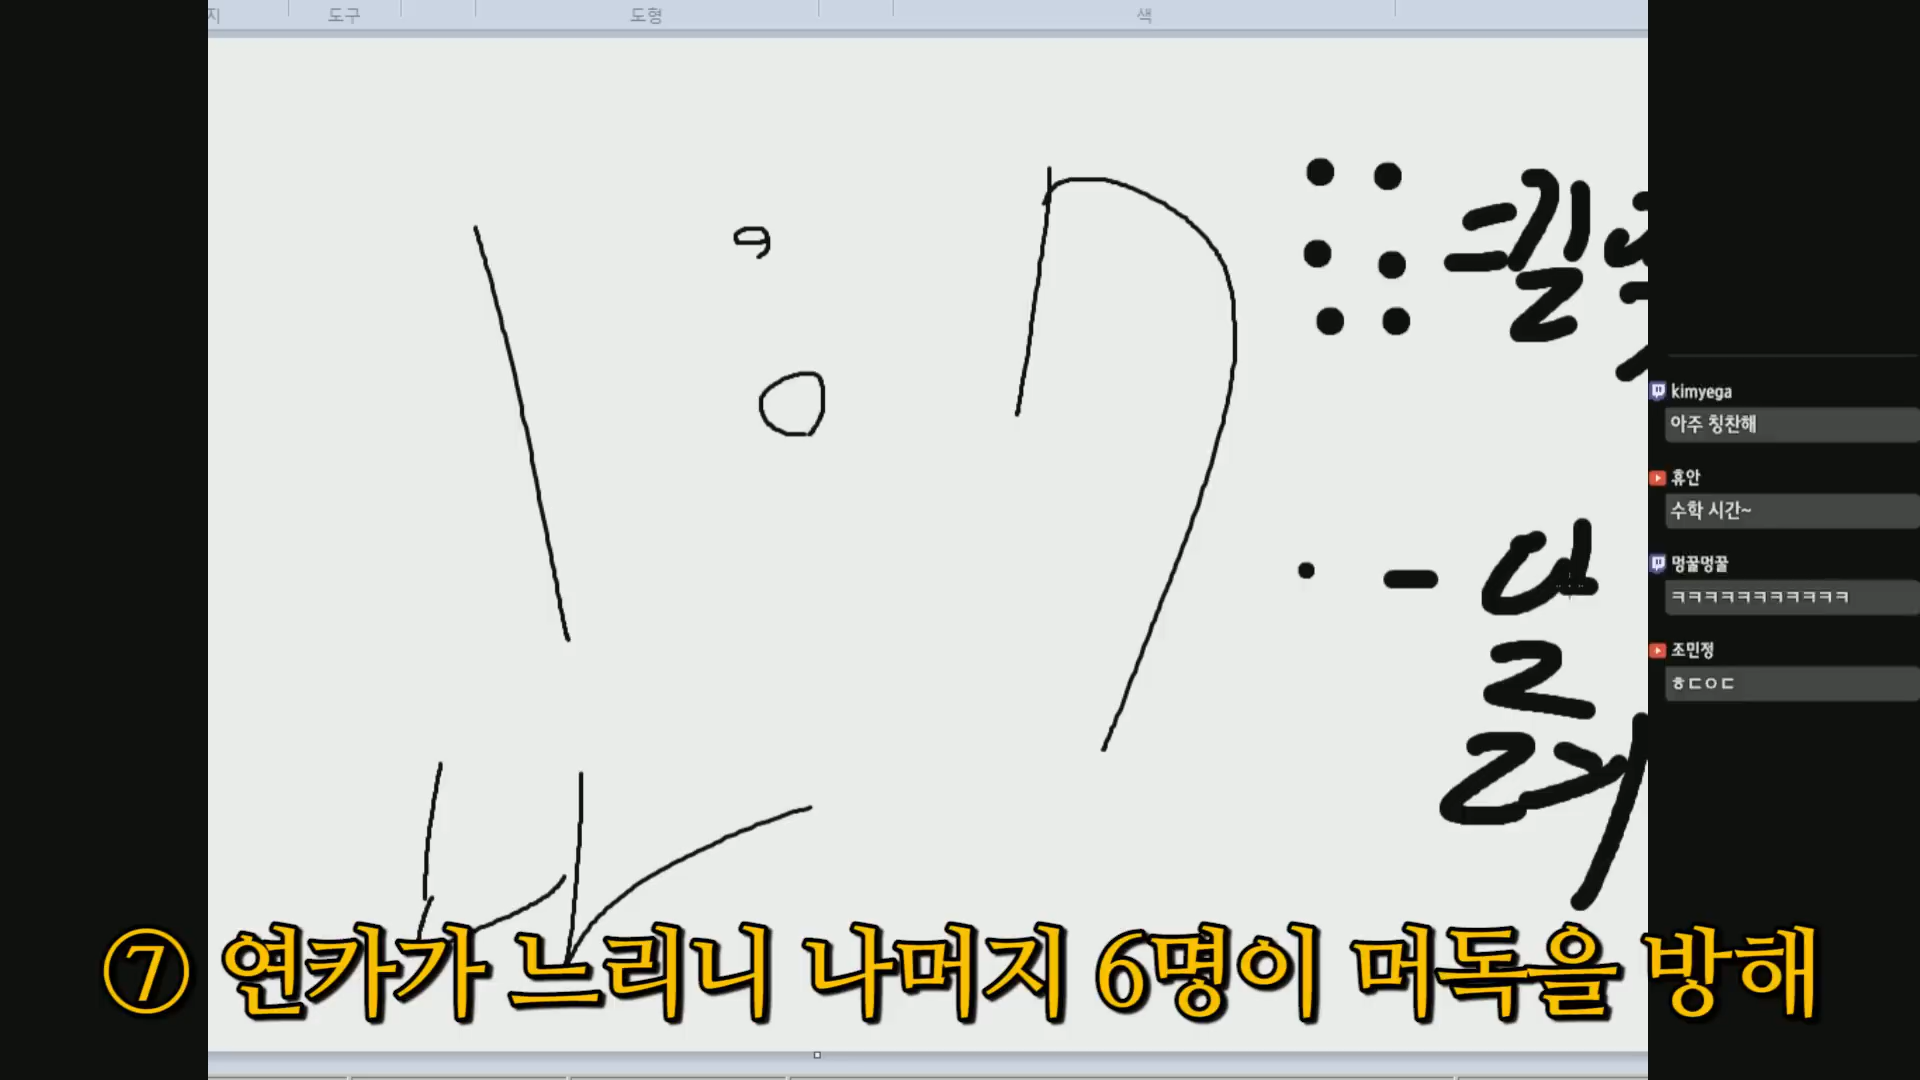 도구
도형
색
kimyega
아주 칭찬해
휴안
수학 시간~
멍꿀멍꿀
ㅋㅋㅋㅋㅋㅋㅋㅋㅋㅋㅋ
조민정
ㅎㄷㅇㄷ
⑦ 연카가 느리니 나머지 6명이 머독을 방해